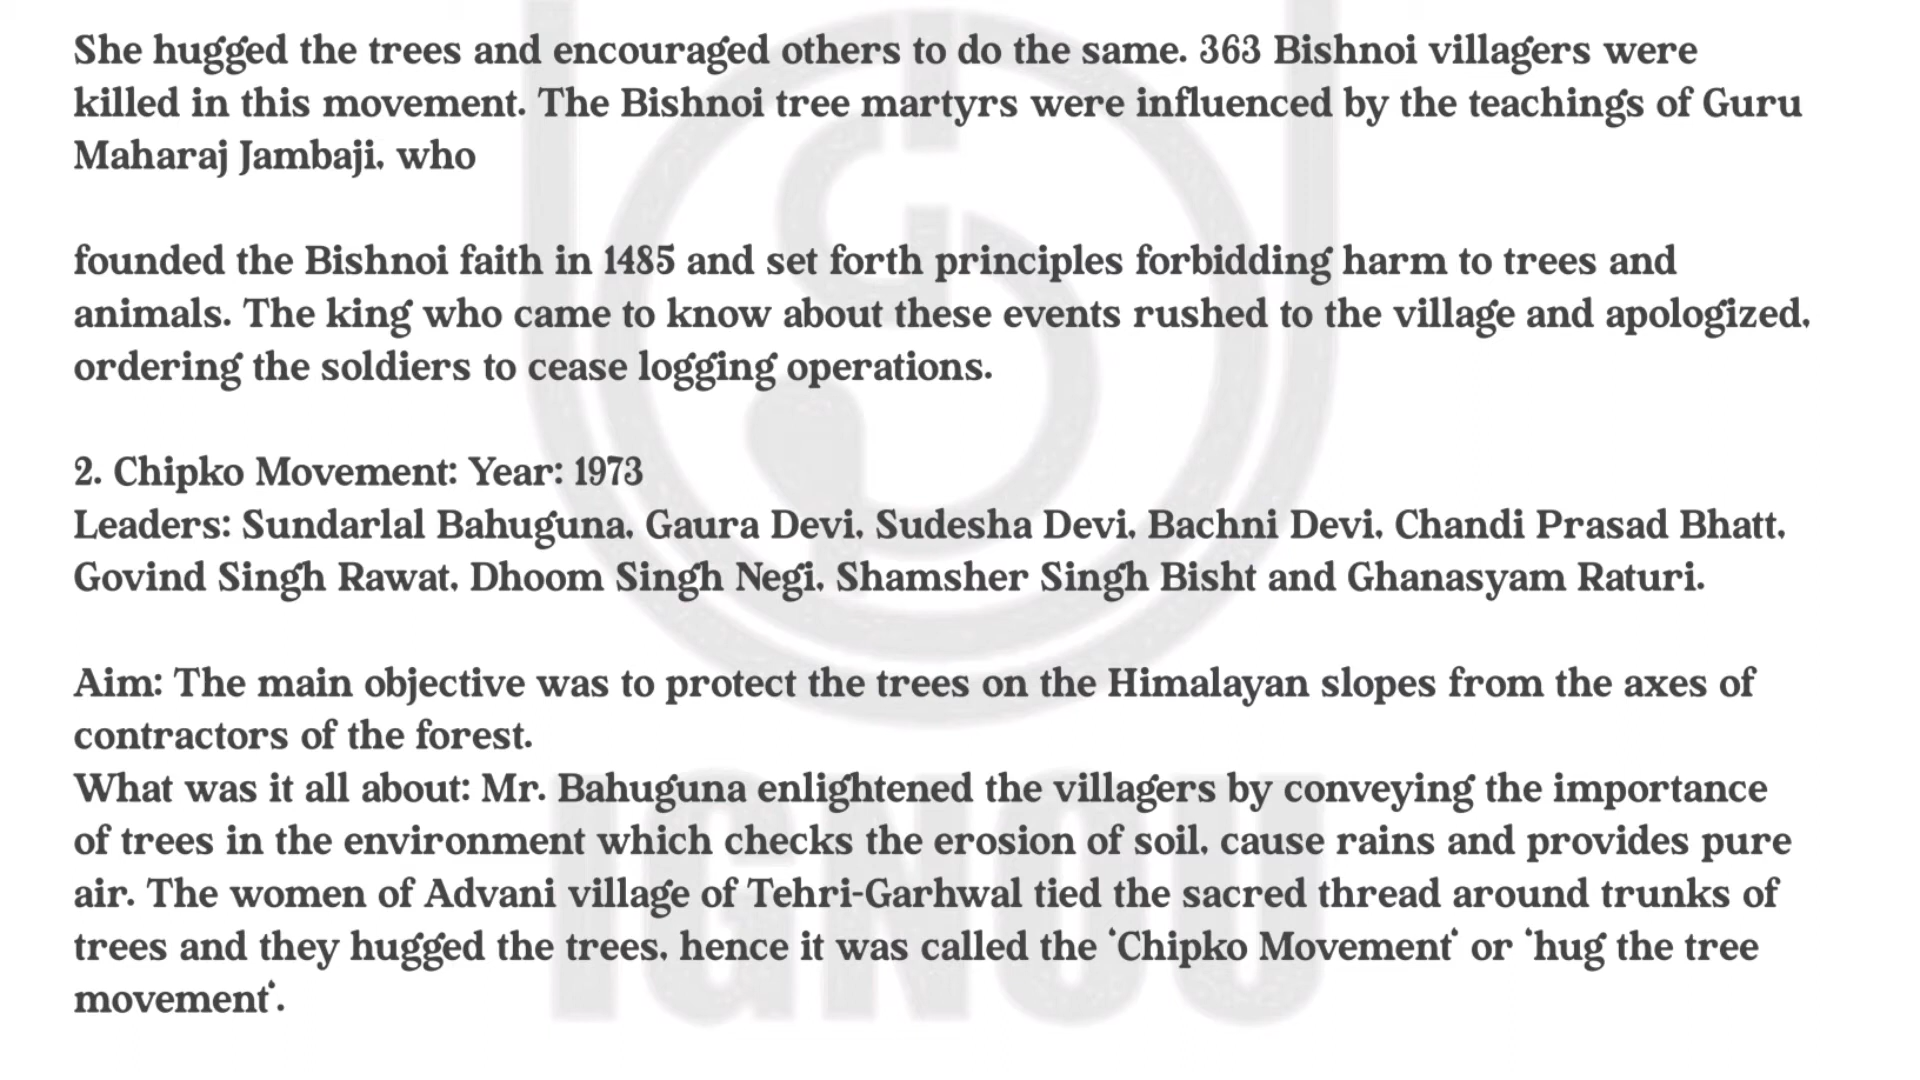 She hugged the trees and encouraged others to do the same. 363 Bishnoi villagers were
killed in this movement. The Bishnoi tree martyrs were influenced by the teachings of Guru
Maharaj Jambaji, who
founded the Bishnoi faith in 1485 and set forth principles forbidding harm to trees and
animals. The king who came to know about these events rushed to the village and apologized,
ordering the soldiers to cease logging operations.
2. Chipko Movement: Year: 1973
Leaders: Sundarlal Bahuguna, Gaura Devi, Sudesha Devi, Bachni Devi, Chandi Prasad Bhatt,
Govind Singh Rawat, Dhoom Singh Negi, Shamsher Singh Bisht and Ghanasyam Raturi.
Aim: The main objective was to protect the trees on the Himalayan slopes from the axes of
contractors of the forest.
What was it all about: Mr. Bahuguna enlightened the villagers by conveying the importance
of trees in the environment which checks the erosion of soil, cause rains and provides pure
air. The women of Advani village of Tehri-Garhwal tied the sacred thread around trunks of
trees and they hugged the trees, hence it was called the ‘Chipko Movement‘ or ‘hug the tree
movement‘.
IGNOU